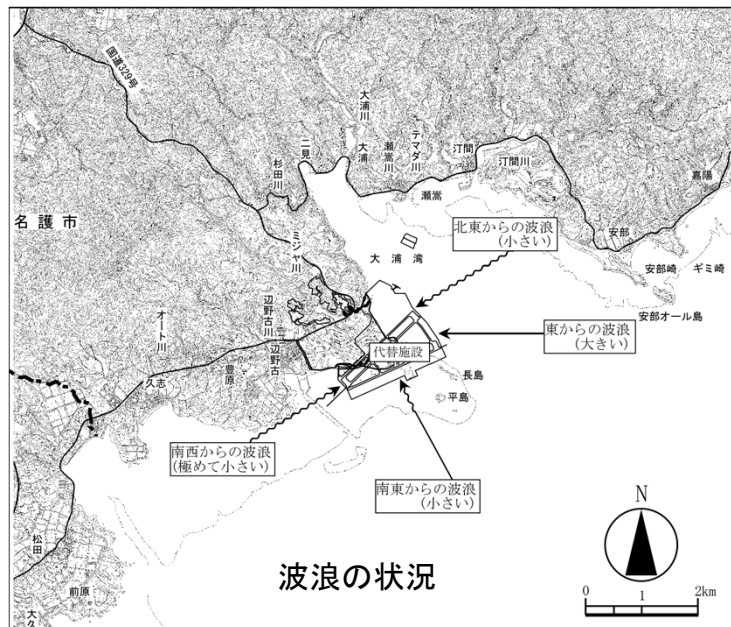 国道329号
大浦川
二見
大浦
瀬嵩川
テマダ川
汀間
汀間川
嘉陽
杉田川
瀬嵩
名護市
ミジャ川
大浦湾
北東からの波浪
(小さい)
安部
安部崎
ギミ崎
安部オール島
オート川
辺野古川
辺野古
代替施設
東からの波浪
(大きい)
豊原
久志
長島
平島
南西からの波浪
(極めて小さい)
南東からの波浪
(小さい)
松田
前原
大久
波浪の状況
N
0 1 2km